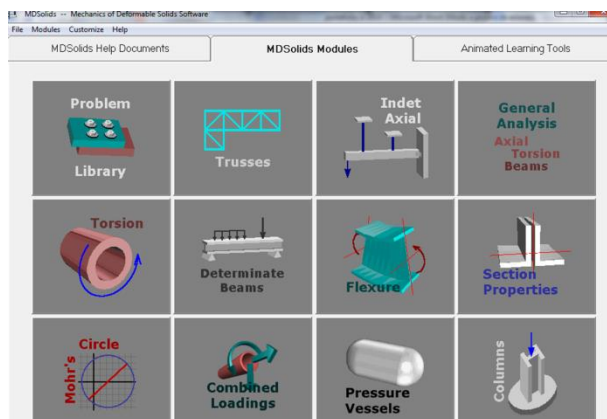 MDSolids -- Mechanics of Deformable Solids Software
File Modules Customize Help
MDSolids Help Documents
MDSolids Modules
Animated Learning Tools
Problem
Library
Trusses
Indet
Axial
General
Analysis
Axial
Torsion
Beams
Torsion
Determinate
Beams
Flexure
Section
Properties
Mohr's
Circle
Combined
Loadings
Pressure
Vessels
Columns